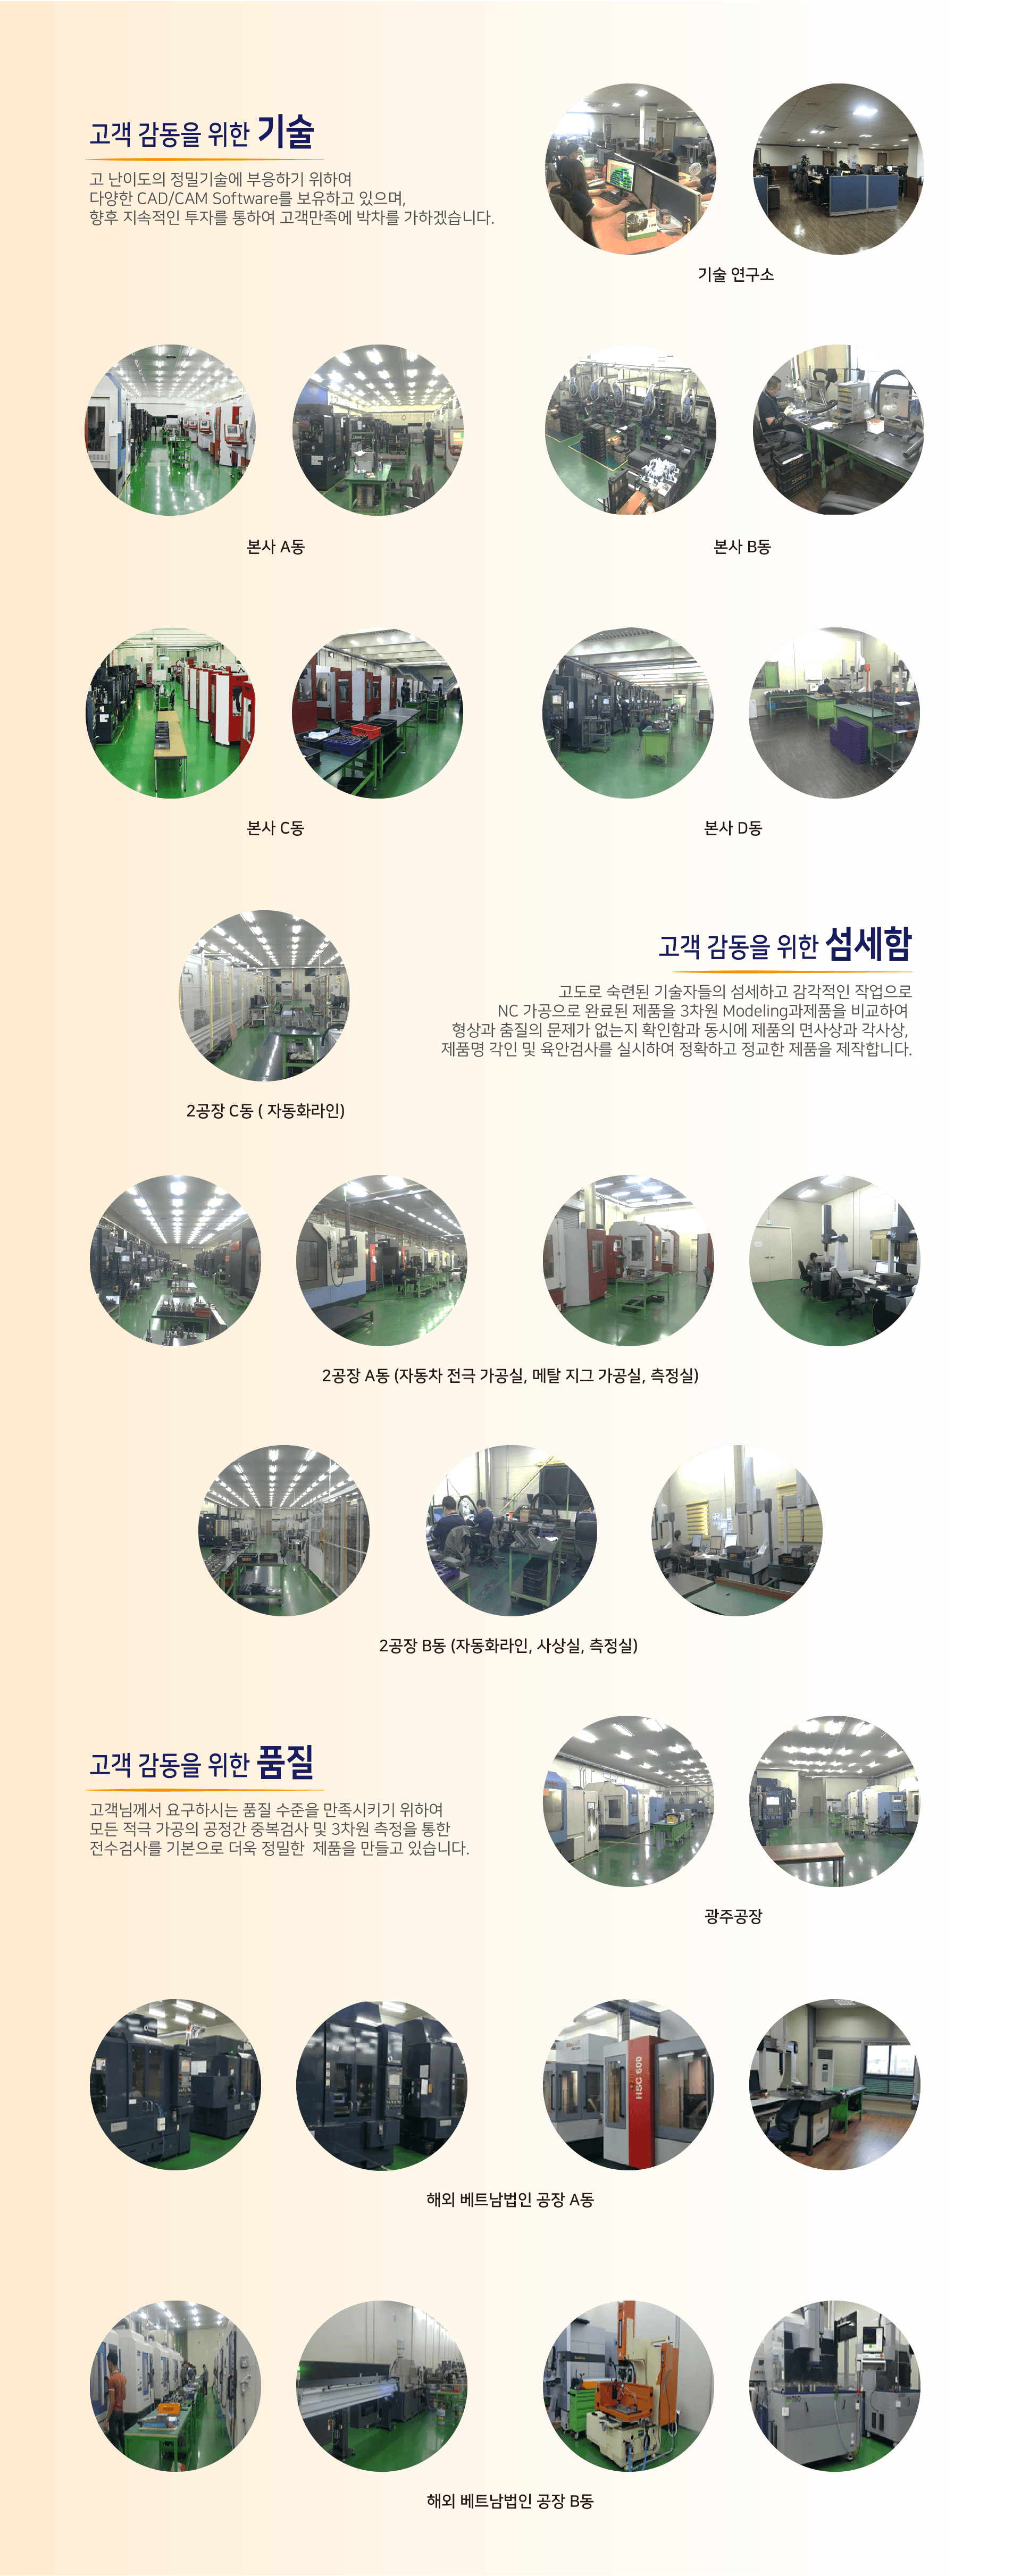 고객 감동을 위한 기술
고 난이도의 정밀기술에 부응하기 위하여
다양한 CAD/CAM Software를 보유하고 있으며,
향후 지속적인 투자를 통하여 고객만족에 박차를 가하겠습니다.
기술 연구소
본사 A동
본사 B동
본사 C동
본사 D동
2공장 C동 ( 자동화라인)
고객 감동을 위한 섬세함
고도로 숙련된 기술자들의 섬세하고 감각적인 작업으로
NC 가공으로 완료된 제품을 3차원 Modeling과제품을 비교하여
형상과 춤질의 문제가 없는지 확인함과 동시에 제품의 면사상과 각사상,
제품명 각인 및 육안검사를 실시하여 정확하고 정교한 제품을 제작합니다.
2공장 A동 (자동차 전극 가공실, 메탈 지그 가공실, 측정실)
2공장 B동 (자동화라인, 사상실, 측정실)
고객 감동을 위한 품질
고객님께서 요구하시는 품질 수준을 만족시키기 위하여
모든 적극 가공의 공정간 중복검사 및 3차원 측정을 통한
전수검사를 기본으로 더욱 정밀한  제품을 만들고 있습니다.
광주공장
HSC 600
해외 베트남법인 공장 A동
해외 베트남법인 공장 B동